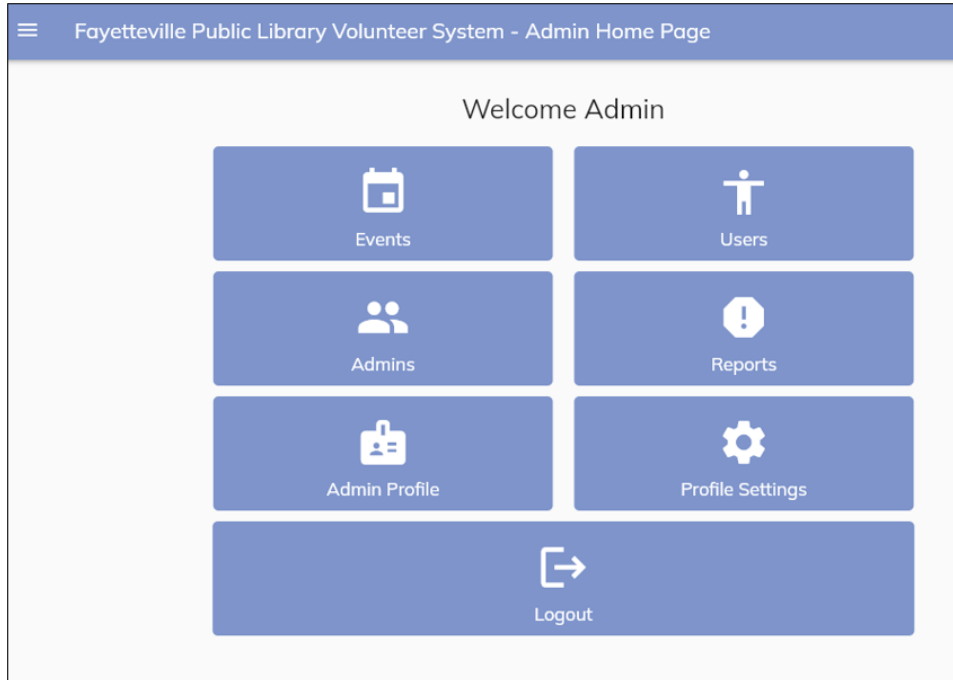 Fayetteville Public Library Volunteer System - Admin Home Page
Welcome Admin
Events
Users
Admins
Reports
Admin Profile
Profile Settings
Logout